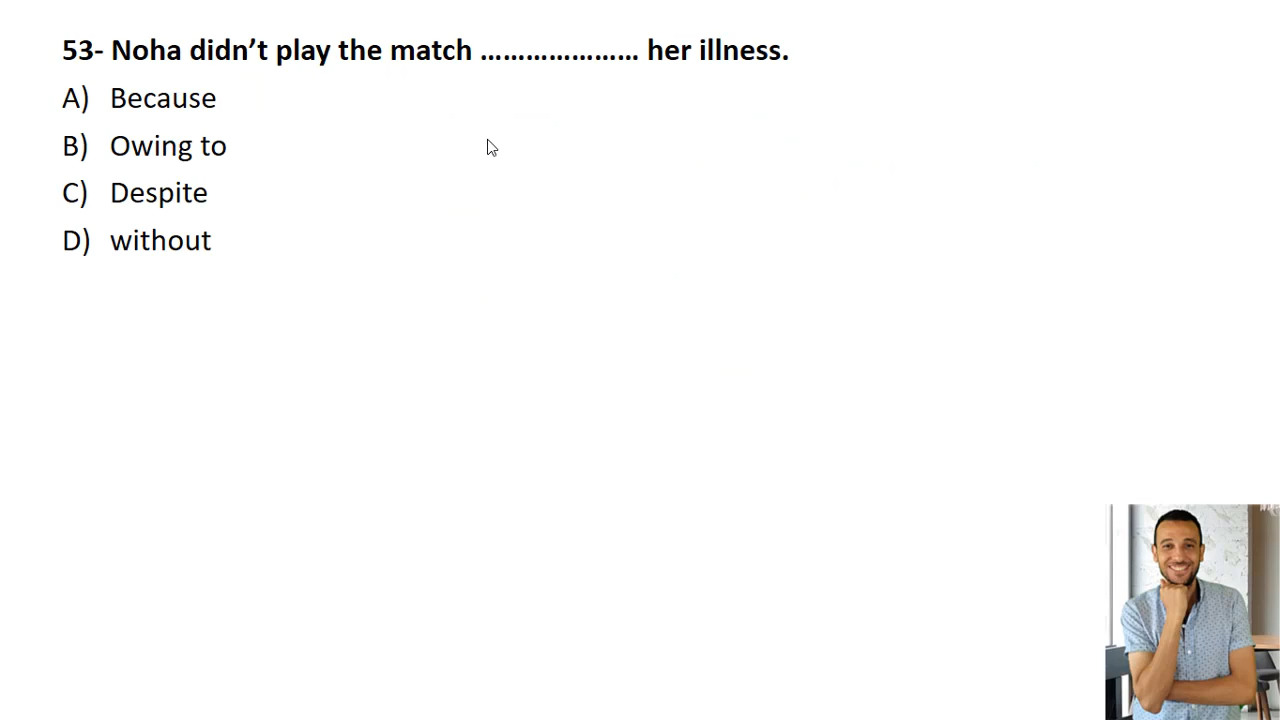 53- Noha didn’t play the match ………………… her illness.
A) Because
B) Owing to
C) Despite
D) without